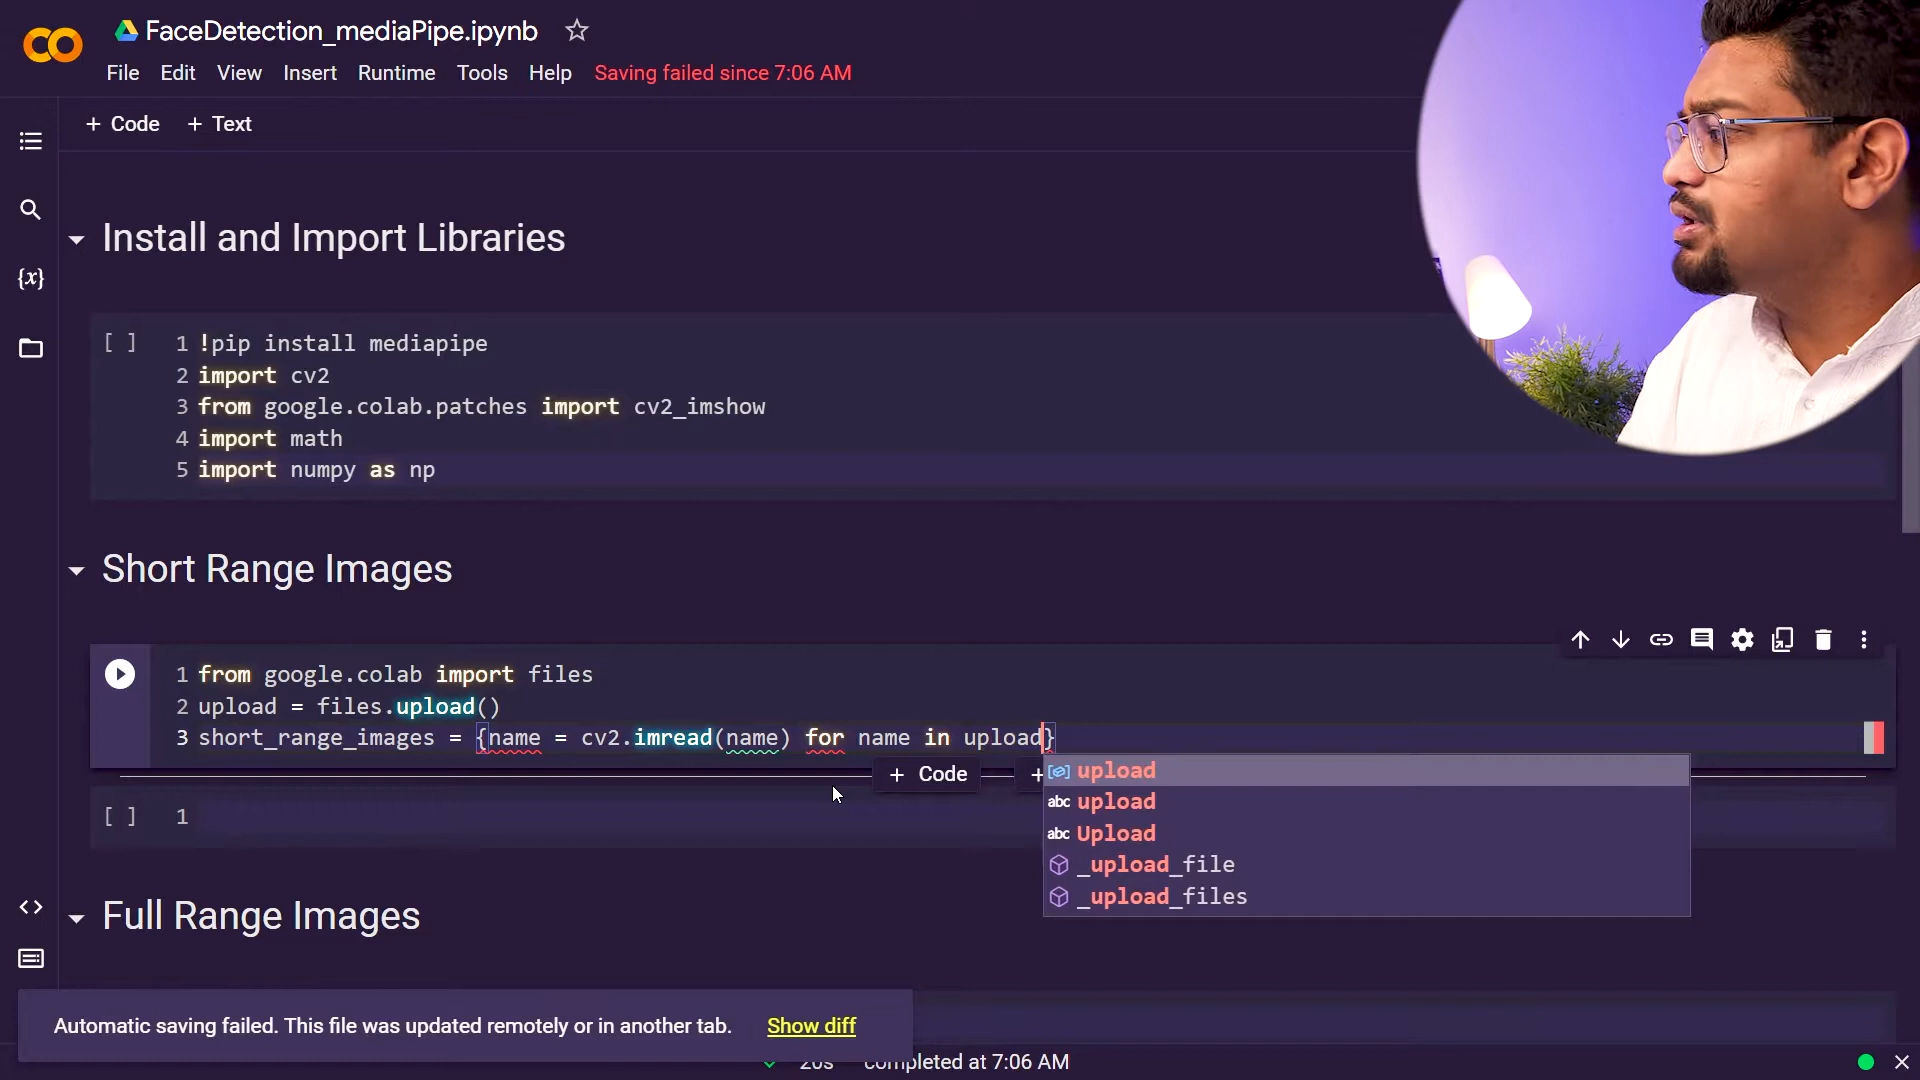 CO
FaceDetection_mediaPipe.ipynb
File Edit View Insert Runtime Tools Help Saving failed since 7:06 AM
+ Code + Text
{x}
Install and Import Libraries
[ ] 1 !pip install mediapipe
2 import cv2
3 from google.colab.patches import cv2_imshow
4 import math
5 import numpy as np
Short Range Images
1 from google.colab import files
2 upload = files.upload()
3 short_range_images = {name = cv2.imread(name) for name in upload}
+ Code +
upload
abc upload
abc Upload
_upload_file
_upload_files
[ ] 1
<>
Full Range Images
Automatic saving failed. This file was updated remotely or in another tab. Show diff
completed at 7:06 AM